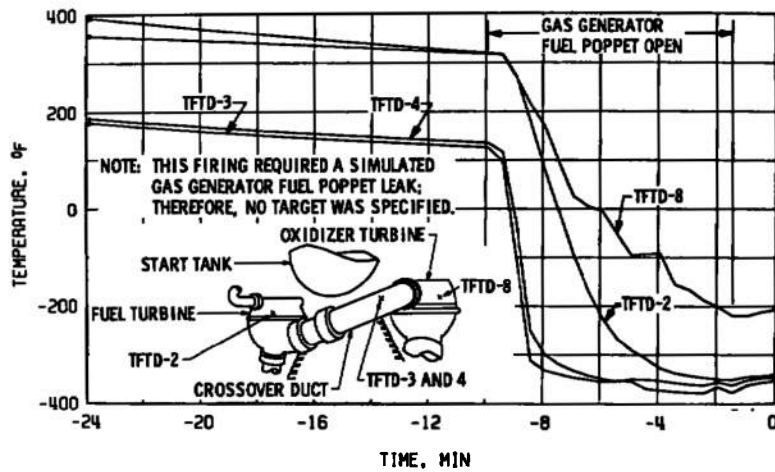 400
200
0
-200
-400
TEMPERATURE, °F
GAS GENERATOR
FUEL POPPET OPEN
TFTD-3
TFTD-4
NOTE: THIS FIRING REQUIRED A SIMULATED
GAS GENERATOR FUEL POPPET LEAK;
THEREFORE, NO TARGET WAS SPECIFIED.
OXIDIZER TURBINE
START TANK
TFTD-8
TFTD-8
FUEL TURBINE
TFTD-2
TFTD-2
CROSSOVER DUCT
TFTD-3 AND 4
-24 -20 -16 -12 -8 -4 0
TIME, MIN